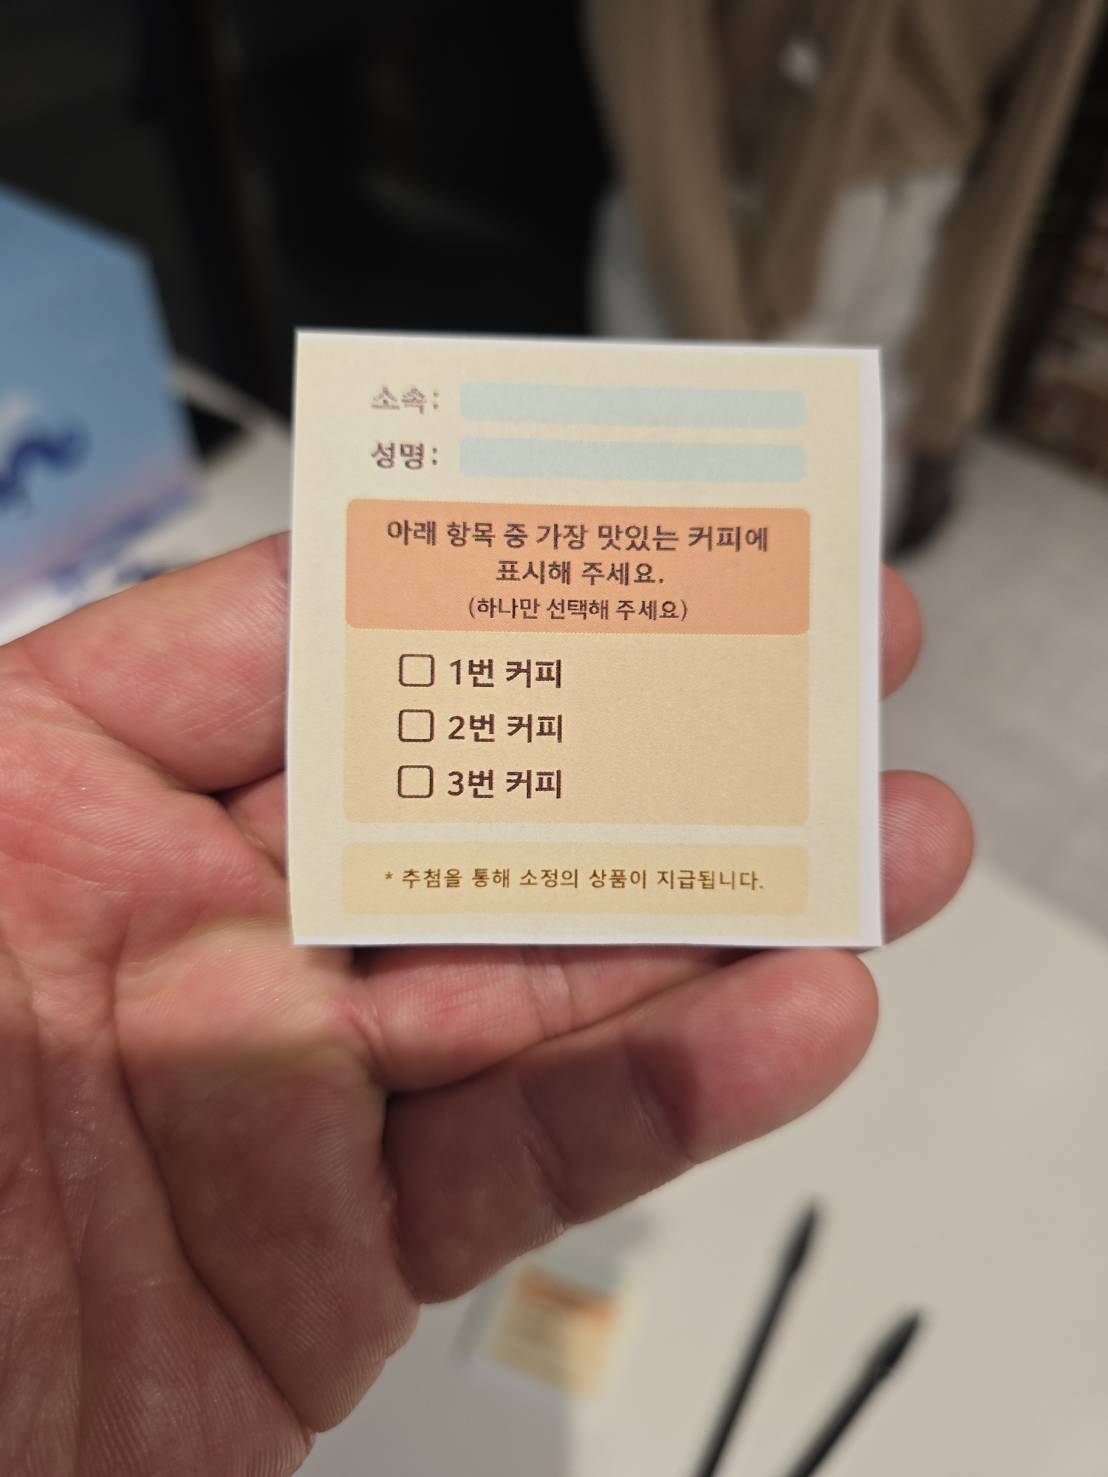 소속:
성명:
아래 항목 중 가장 맛있는 커피에
표시해 주세요.
(하나만 선택해 주세요)
1번 커피
2번 커피
3번 커피
* 추첨을 통해 소정의 상품이 지급됩니다.